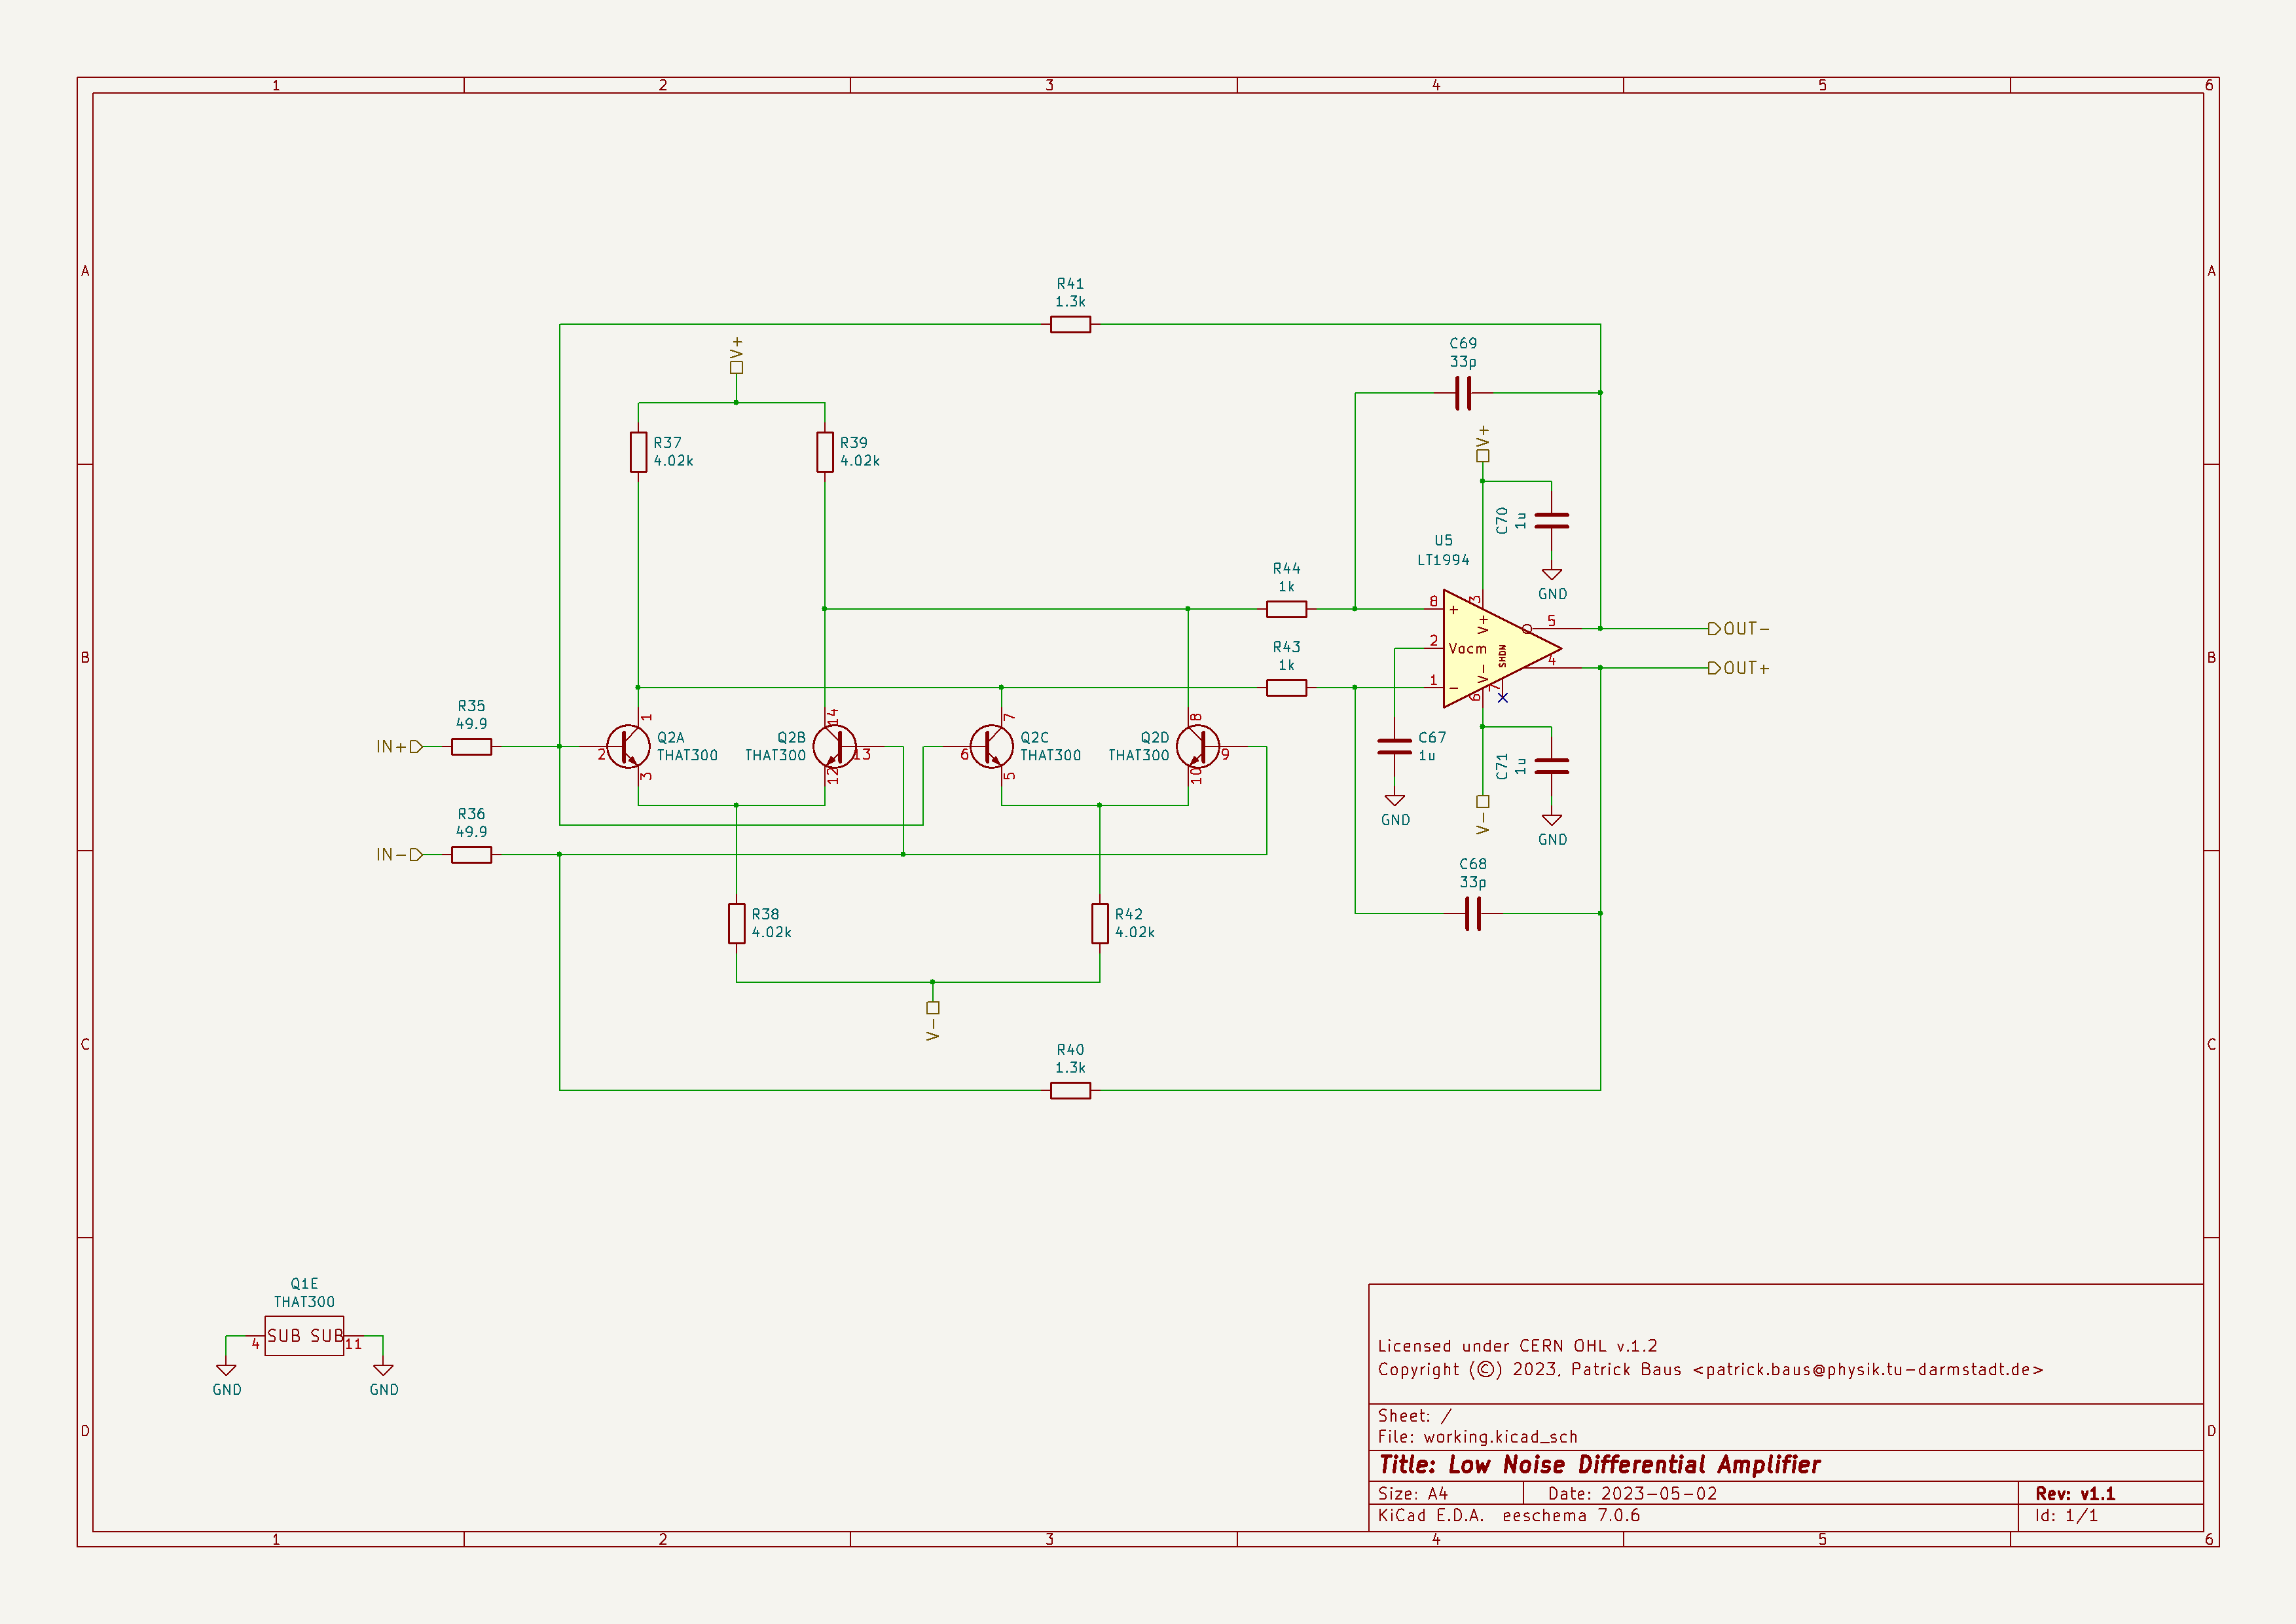 1 2 3 4 5 6
A A
R41
1.3k
V+
C69
33p
R37
4.02k
R39
4.02k
V+
C70
1u
GND
U5
LT1994
R44
1k
8 + 3 V+ 5 OUT-
2 Vocm SHDN
R43
1k
4 OUT+
1 - V- 6 7
B B
R35
49.9
IN+
1
2
3
Q2A
THAT300
14
Q2B
THAT300
13
12
7
6
5
Q2C
THAT300
8
Q2D
THAT300
9
10
C67
1u
GND
C71
1u
GND
V-
R36
49.9
IN-
C68
33p
R38
4.02k
R42
4.02k
V-
C C
R40
1.3k
Q1E
THAT300
4 SUB SUB 11
GND GND
D D
Licensed under CERN OHL v.1.2
Copyright (©) 2023, Patrick Baus <patrick.baus@physik.tu-darmstadt.de>
Sheet: /
File: working.kicad_sch
Title: Low Noise Differential Amplifier
Size: A4 Date: 2023-05-02 Rev: v1.1
KiCad E.D.A. eeschema 7.0.6 Id: 1/1
1 2 3 4 5 6